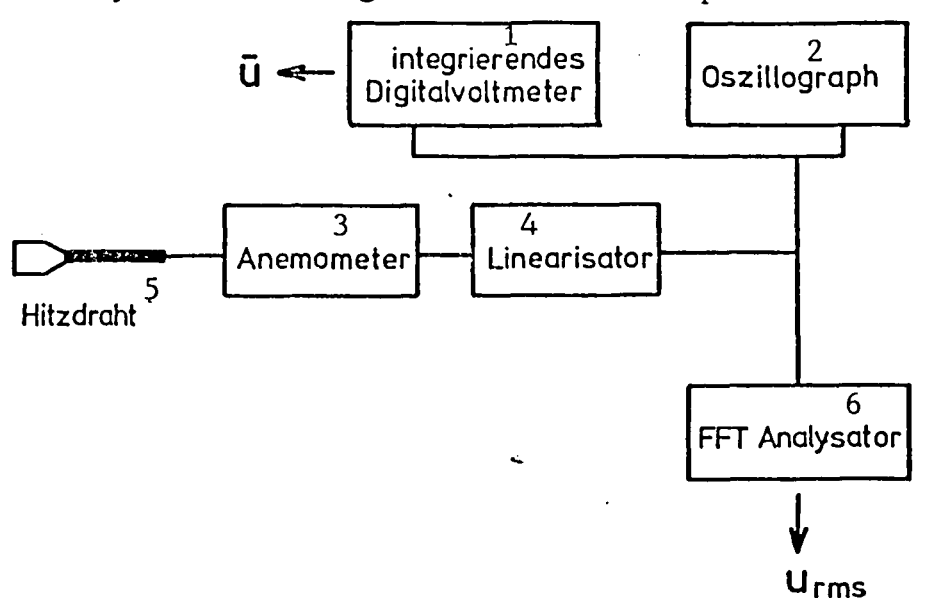 1
integrierendes
Digitalvoltmeter
2
Oszillograph
ū
3
Anemometer
4
Linearisator
5
Hitzdraht
6
FFT Analysator
u_rms